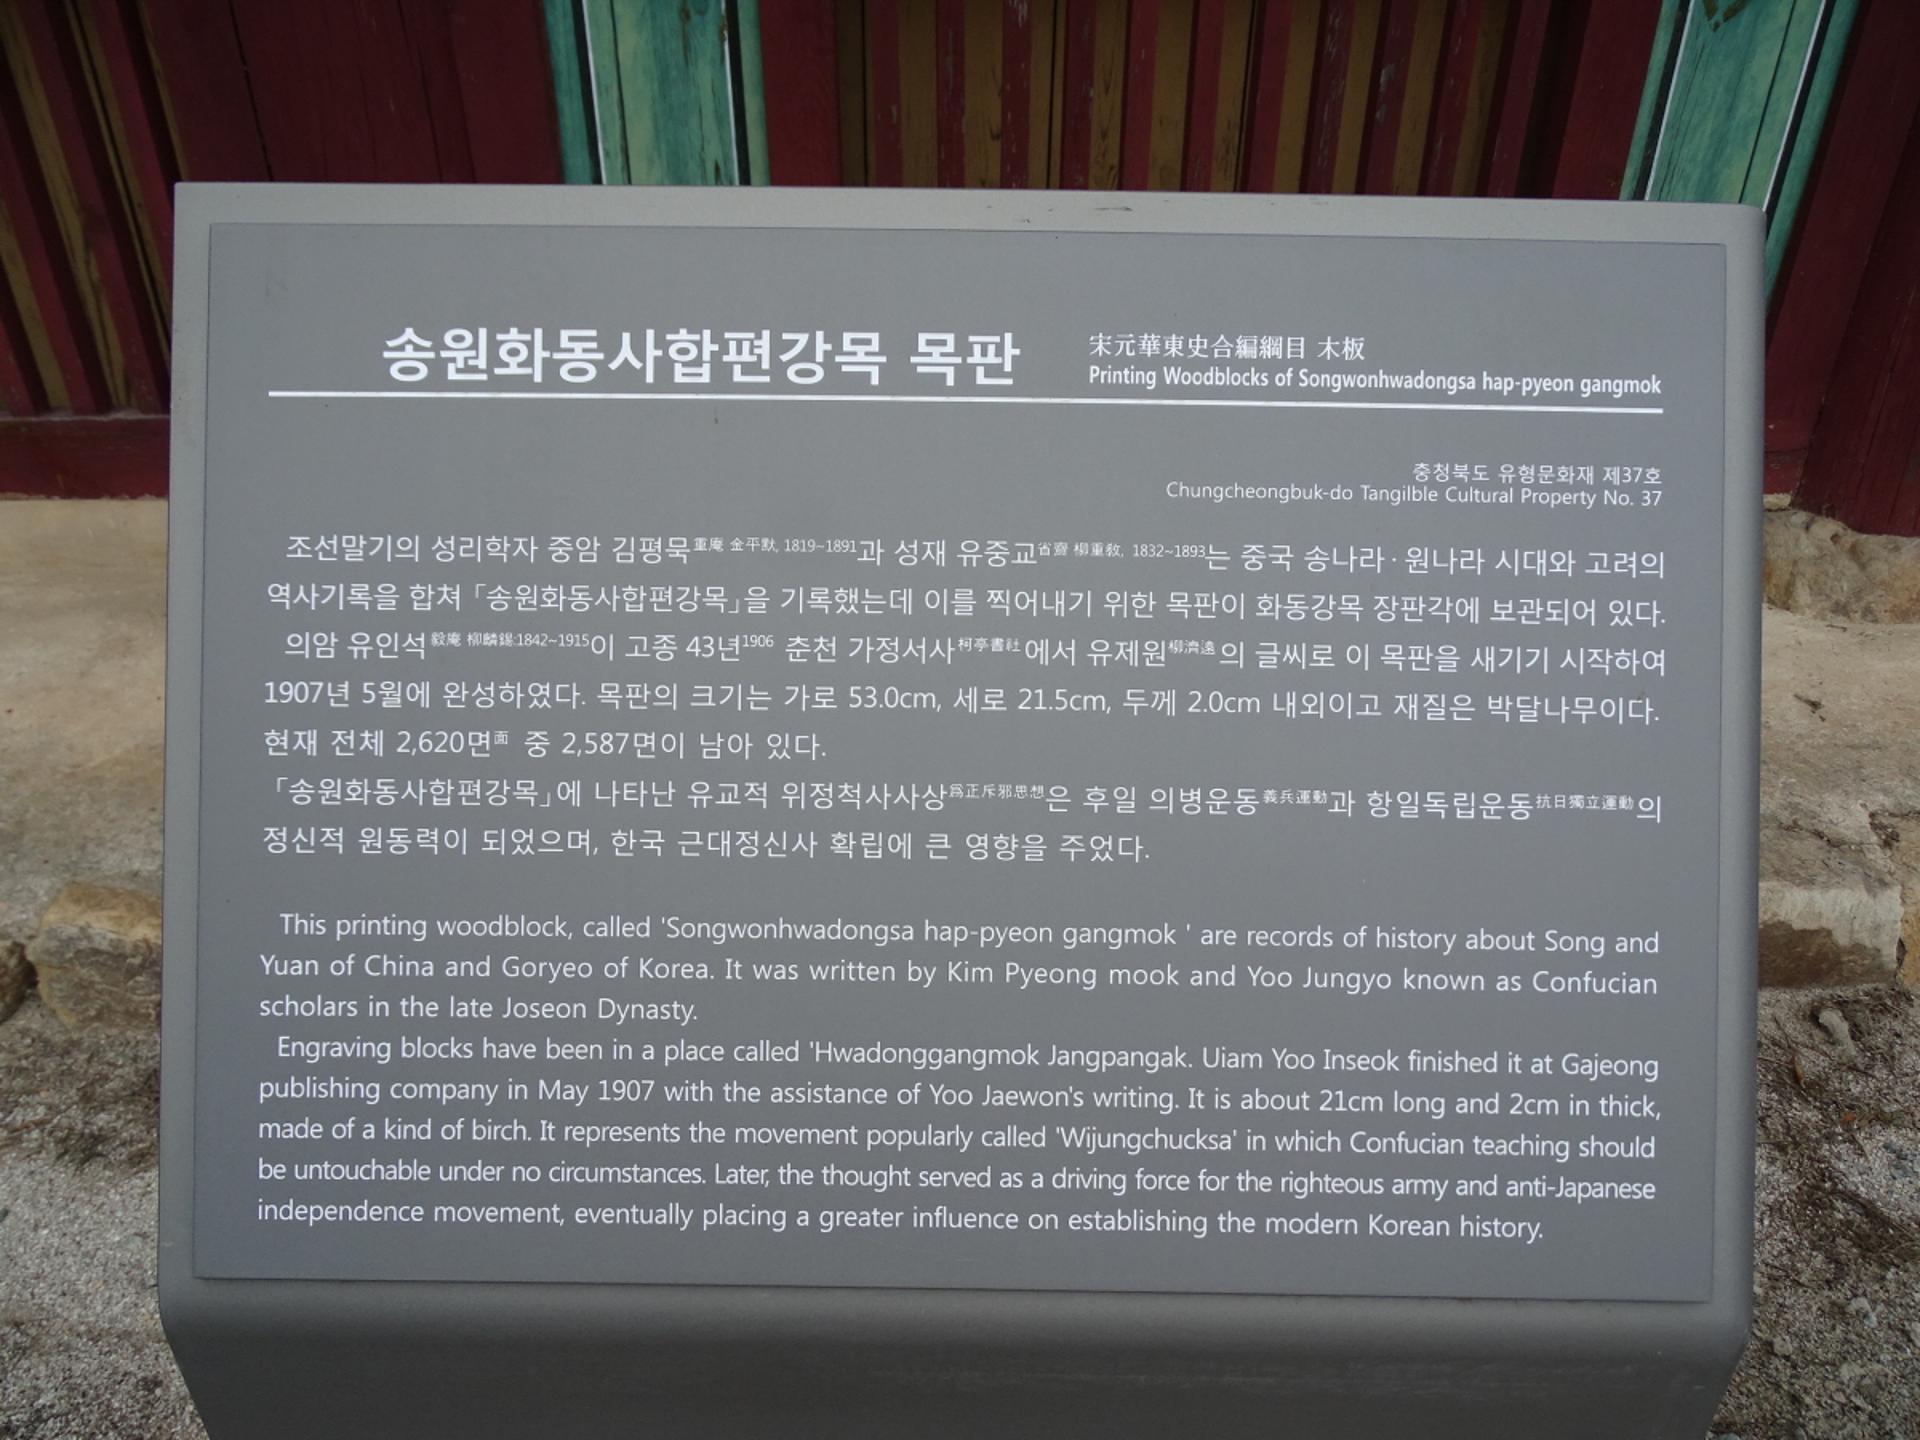 송원화동사합편강목 목판
宋元華東史合編綱目 木板
Printing Woodblocks of Songwonhwadongsa hap-pyeon gangmok
충청북도 유형문화재 제37호
Chungcheongbuk-do Tangilble Cultural Property No. 37
조선말기의 성리학자 중암 김평묵重庵 金平默, 1819~1891과 성재 유중교省齋 柳重敎, 1832~1893는 중국 송나라·원나라 시대와 고려의
역사기록을 합쳐 「송원화동사합편강목」을 기록했는데 이를 찍어내기 위한 목판이 화동강목 장판각에 보관되어 있다.
의암 유인석毅庵 柳麟錫:1842~1915이 고종 43년1906 춘천 가정서사柯亭書社에서 유제원柳濟遠의 글씨로 이 목판을 새기기 시작하여
1907년 5월에 완성하였다. 목판의 크기는 가로 53.0cm, 세로 21.5cm, 두께 2.0cm 내외이고 재질은 박달나무이다.
현재 전체 2,620면面 중 2,587면이 남아 있다.
「송원화동사합편강목」에 나타난 유교적 위정척사사상爲正斥邪思想은 후일 의병운동義兵運動과 항일독립운동抗日獨立運動의
정신적 원동력이 되었으며, 한국 근대정신사 확립에 큰 영향을 주었다.
This printing woodblock, called 'Songwonhwadongsa hap-pyeon gangmok ' are records of history about Song and
Yuan of China and Goryeo of Korea. It was written by Kim Pyeong mook and Yoo Jungyo known as Confucian
scholars in the late Joseon Dynasty.
Engraving blocks have been in a place called 'Hwadonggangmok Jangpangak. Uiam Yoo Inseok finished it at Gajeong
publishing company in May 1907 with the assistance of Yoo Jaewon's writing. It is about 21cm long and 2cm in thick,
made of a kind of birch. It represents the movement popularly called 'Wijungchucksa' in which Confucian teaching should
be untouchable under no circumstances. Later, the thought served as a driving force for the righteous army and anti-Japanese
independence movement, eventually placing a greater influence on establishing the modern Korean history.